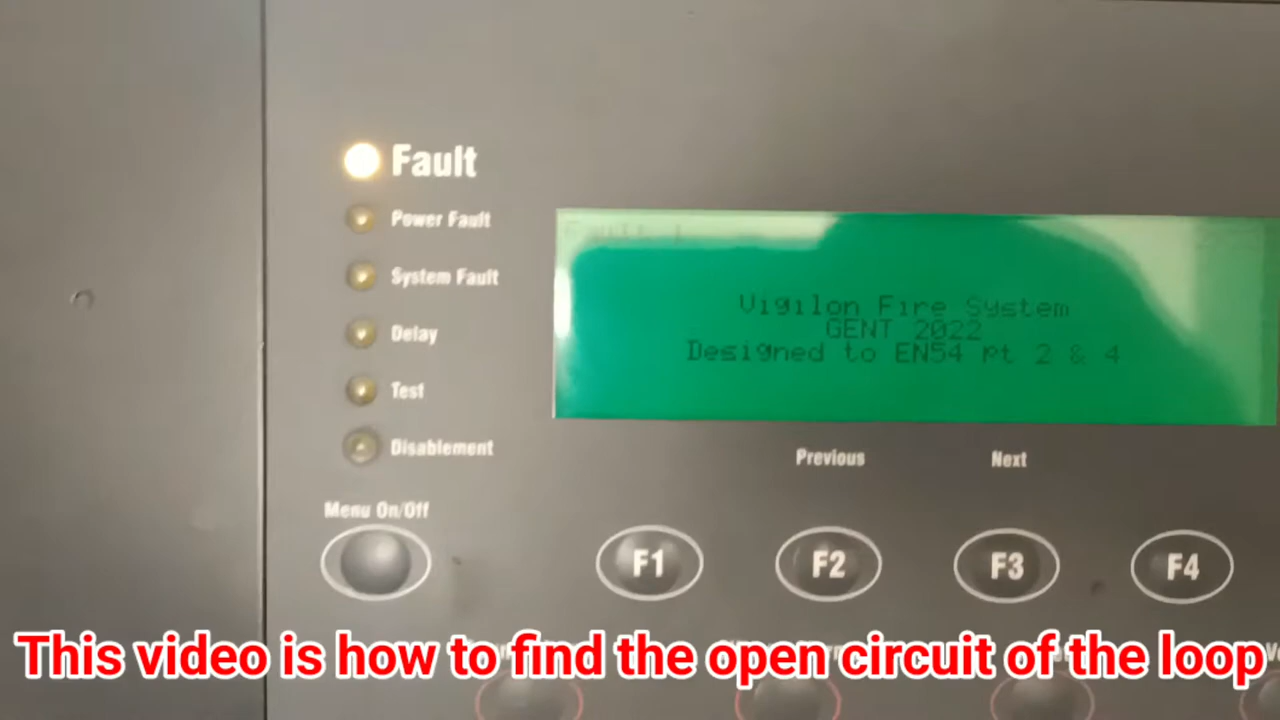 Fault
Power Fault
System Fault
Delay
Test
Disablement
Menu On/Off
Vigilon Fire System
GENT 2022
Designed to EN54 pt 2 & 4
Previous
Next
F1
F2
F3
F4
This video is how to find the open circuit of the loop